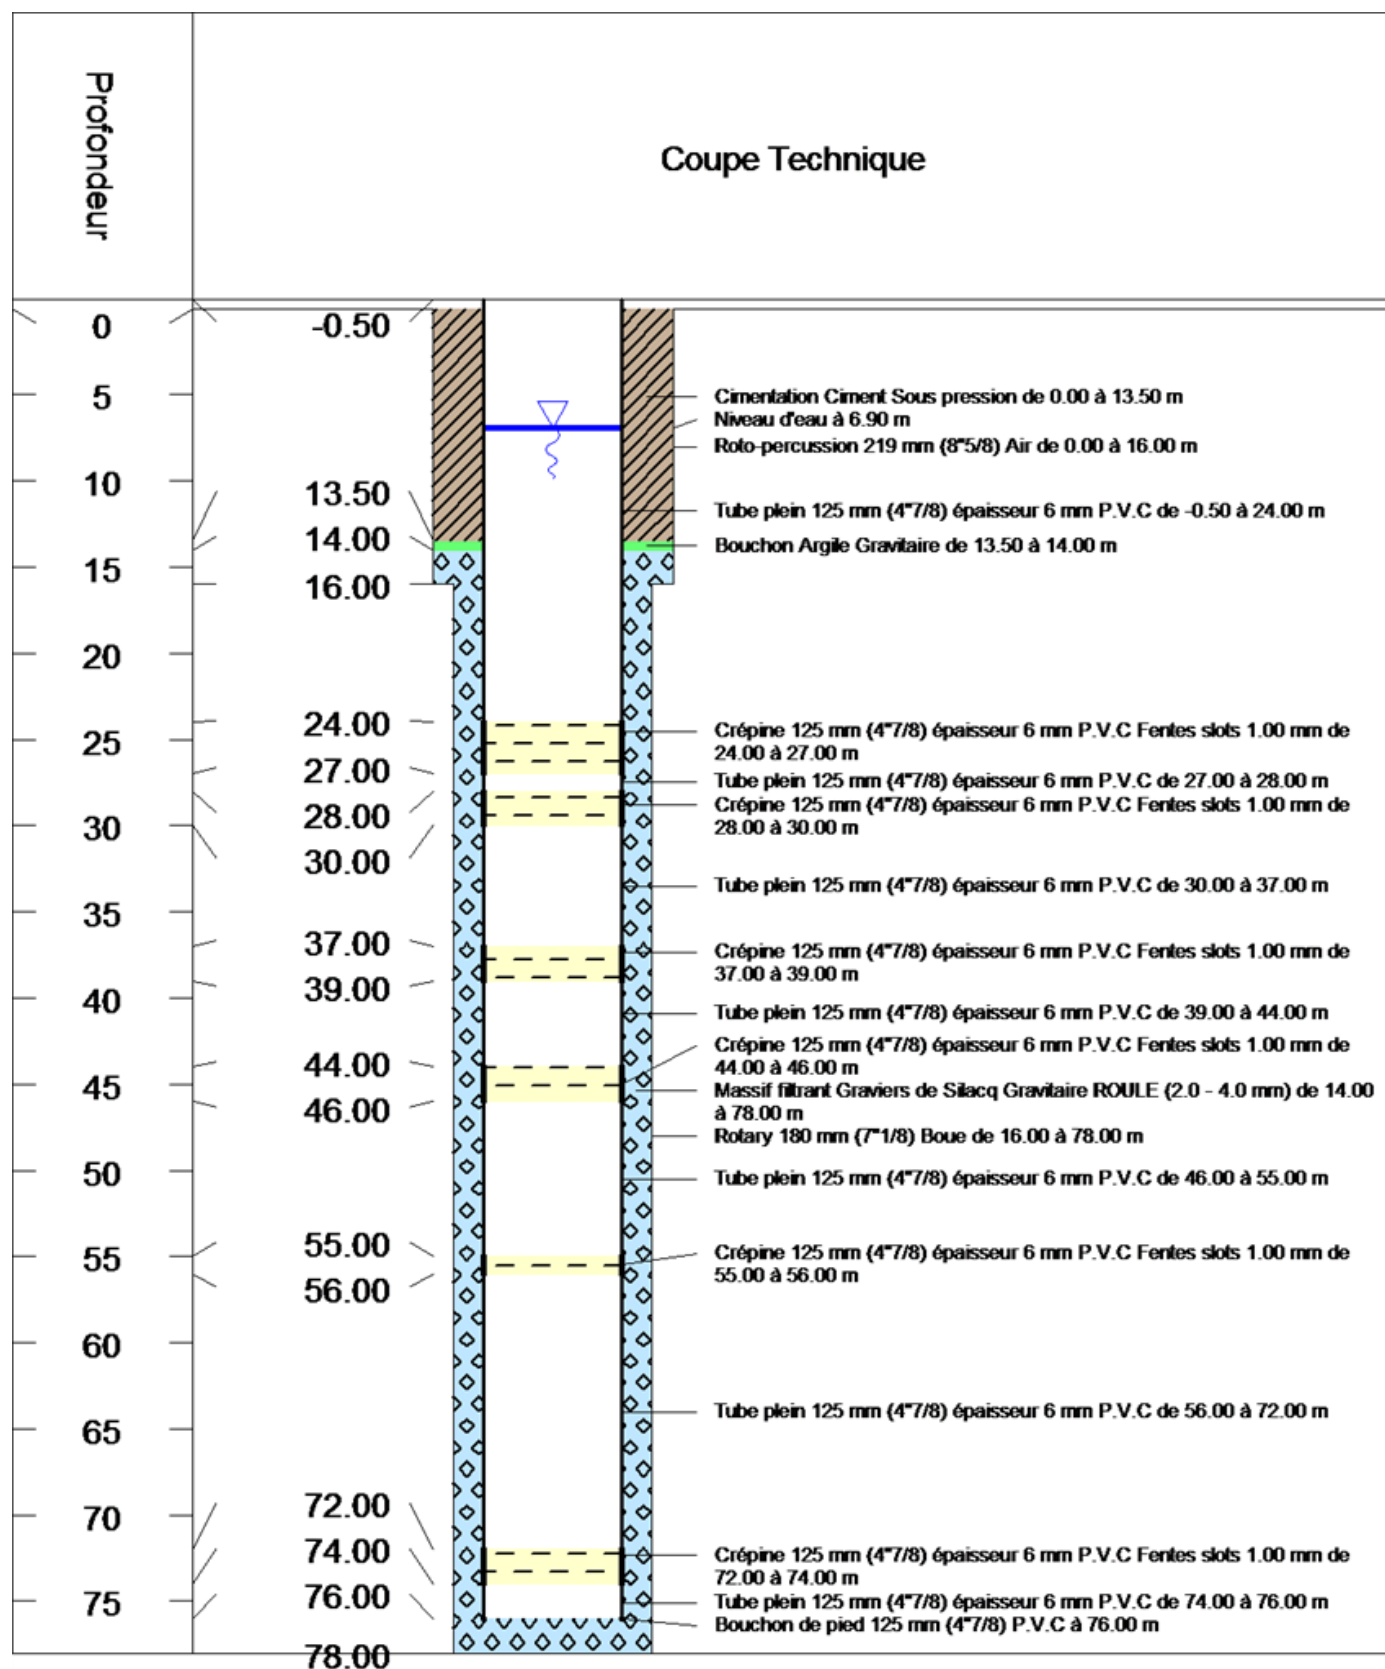 Profondeur
Coupe Technique
0
5
10
15
20
25
30
35
40
45
50
55
60
65
70
75
-0.50
13.50
14.00
16.00
24.00
27.00
28.00
30.00
37.00
39.00
44.00
46.00
55.00
56.00
72.00
74.00
76.00
78.00
Cimentation Ciment Sous pression de 0.00 à 13.50 m
Niveau d'eau à 6.90 m
Roto-percussion 219 mm (8"5/8) Air de 0.00 à 16.00 m
Tube plein 125 mm (4"7/8) épaisseur 6 mm P.V.C de -0.50 à 24.00 m
Bouchon Argile Gravitaire de 13.50 à 14.00 m
Crépine 125 mm (4"7/8) épaisseur 6 mm P.V.C Fentes slots 1.00 mm de
24.00 à 27.00 m
Tube plein 125 mm (4"7/8) épaisseur 6 mm P.V.C de 27.00 à 28.00 m
Crépine 125 mm (4"7/8) épaisseur 6 mm P.V.C Fentes slots 1.00 mm de
28.00 à 30.00 m
Tube plein 125 mm (4"7/8) épaisseur 6 mm P.V.C de 30.00 à 37.00 m
Crépine 125 mm (4"7/8) épaisseur 6 mm P.V.C Fentes slots 1.00 mm de
37.00 à 39.00 m
Tube plein 125 mm (4"7/8) épaisseur 6 mm P.V.C de 39.00 à 44.00 m
Crépine 125 mm (4"7/8) épaisseur 6 mm P.V.C Fentes slots 1.00 mm de
44.00 à 46.00 m
Massif filtrant Graviers de Silacq Gravitaire ROULE (2.0 - 4.0 mm) de 14.00
à 78.00 m
Rotary 180 mm (7"1/8) Boue de 16.00 à 78.00 m
Tube plein 125 mm (4"7/8) épaisseur 6 mm P.V.C de 46.00 à 55.00 m
Crépine 125 mm (4"7/8) épaisseur 6 mm P.V.C Fentes slots 1.00 mm de
55.00 à 56.00 m
Tube plein 125 mm (4"7/8) épaisseur 6 mm P.V.C de 56.00 à 72.00 m
Crépine 125 mm (4"7/8) épaisseur 6 mm P.V.C Fentes slots 1.00 mm de
72.00 à 74.00 m
Tube plein 125 mm (4"7/8) épaisseur 6 mm P.V.C de 74.00 à 76.00 m
Bouchon de pied 125 mm (4"7/8) P.V.C à 76.00 m